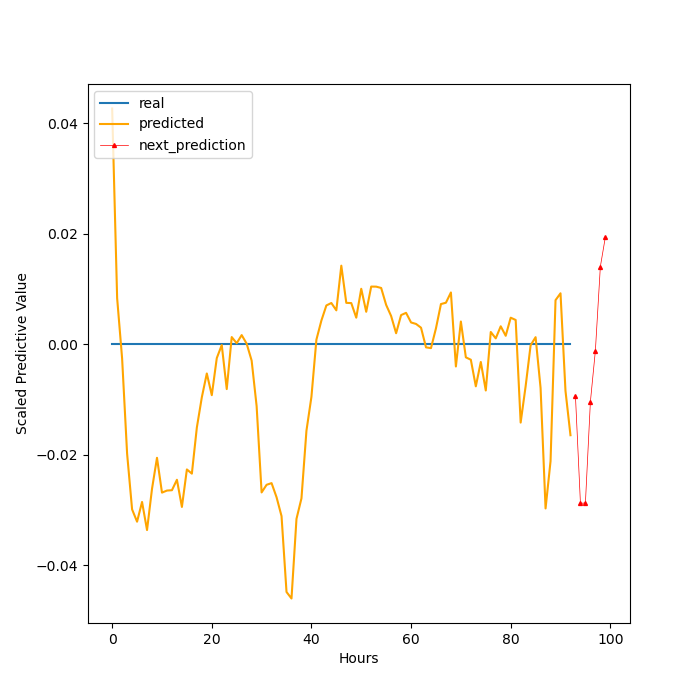 real
predicted
next_prediction
0.04
0.02
0.00
−0.02
−0.04
Scaled Predictive Value
0 20 40 60 80 100
Hours